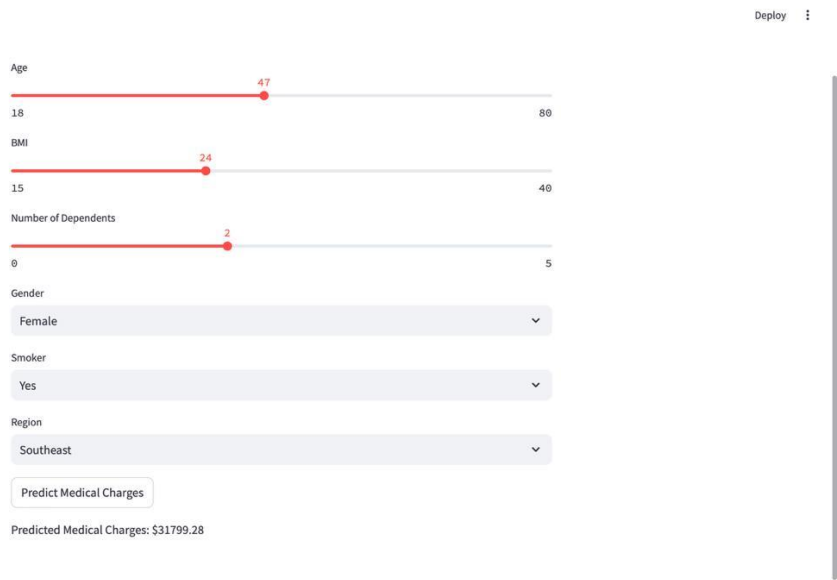 Deploy
Age
47
18 80
BMI
24
15 40
Number of Dependents
2
0 5
Gender
Female
Smoker
Yes
Region
Southeast
Predict Medical Charges
Predicted Medical Charges: $31799.28